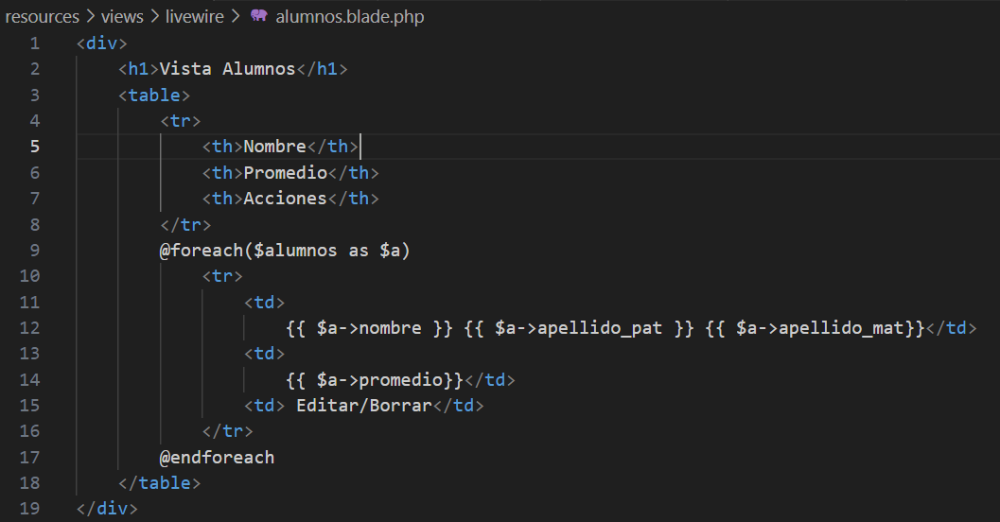 resources > views > livewire > alumnos.blade.php
1 <div>
2 <h1>Vista Alumnos</h1>
3 <table>
4 <tr>
5 <th>Nombre</th>
6 <th>Promedio</th>
7 <th>Acciones</th>
8 </tr>
9 @foreach($alumnos as $a)
10 <tr>
11 <td>
12 {{ $a->nombre }} {{ $a->apellido_pat }} {{ $a->apellido_mat}}</td>
13 <td>
14 {{ $a->promedio}}</td>
15 <td> Editar/Borrar</td>
16 </tr>
17 @endforeach
18 </table>
19 </div>